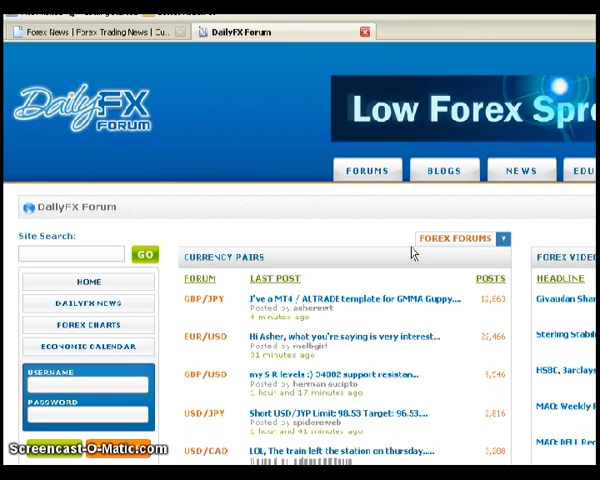 Forex News | Forex Trading News | Cu...
DailyFX Forum
DailyFX
FORUM
Low Forex Spre
FORUMS
BLOGS
NEWS
EDU
DailyFX Forum
Site Search:
GO
FOREX FORUMS
CURRENCY PAIRS
FOREX VIDEO
HOME
FORUM
LAST POST
POSTS
HEADLINE
DAILYFX NEWS
GBP/JPY
I've a MT4 / ALTRADE template for GMMA Guppy....
12,863
Givaudan Shar
Posted by asherewt
4 minutes ago
FOREX CHARTS
EUR/USD
Hi Asher, what you're saying is very interest...
22,466
Sterling Stabili
ECONOMIC CALENDAR
Posted by melbgirl
31 minutes ago
USERNAME
GBP/USD
my S R levels :) 34002 support resistan...
9,546
HSBC, Barclays
Posted by herman sucipto
1 hour and 17 minutes ago
PASSWORD
USD/JPY
Short USD/JYP Limit: 98.53 Target: 96.53....
2,816
MAO: Weekly F
Posted by spidereweb
1 hour and 41 minutes ago
USD/CAD
LOL, The train left the station on thursday.....
3,208
MAO: DELL Rec
Screencast-O-Matic.com